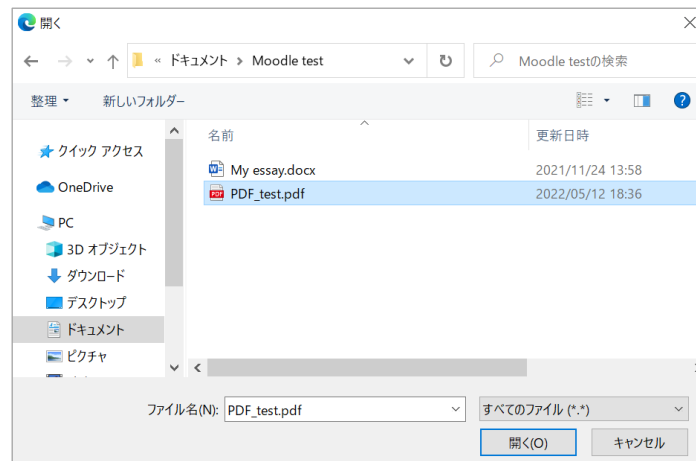 開く
« ドキュメント > Moodle test
Moodle testの検索
整理
新しいフォルダー
名前
更新日時
クイック アクセス
My essay.docx
2021/11/24 13:58
OneDrive
PDF_test.pdf
2022/05/12 18:36
PC
3D オブジェクト
ダウンロード
デスクトップ
ドキュメント
ピクチャ
ファイル名(N):
PDF_test.pdf
すべてのファイル (*.*)
開く(O)
キャンセル